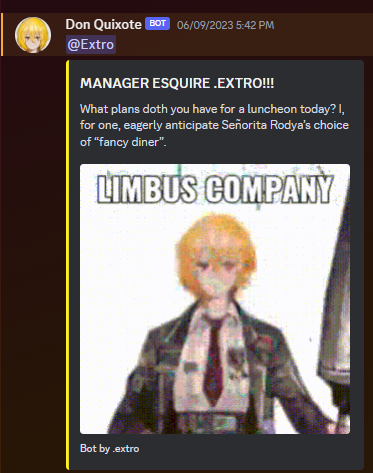 Don Quixote BOT 06/09/2023 5:42 PM
@Extro
MANAGER ESQUIRE .EXTRO!!!
What plans doth you have for a luncheon today? I,
for one, eagerly anticipate Señorita Rodya's choice
of “fancy diner”.
LIMBUS COMPANY
Bot by .extro